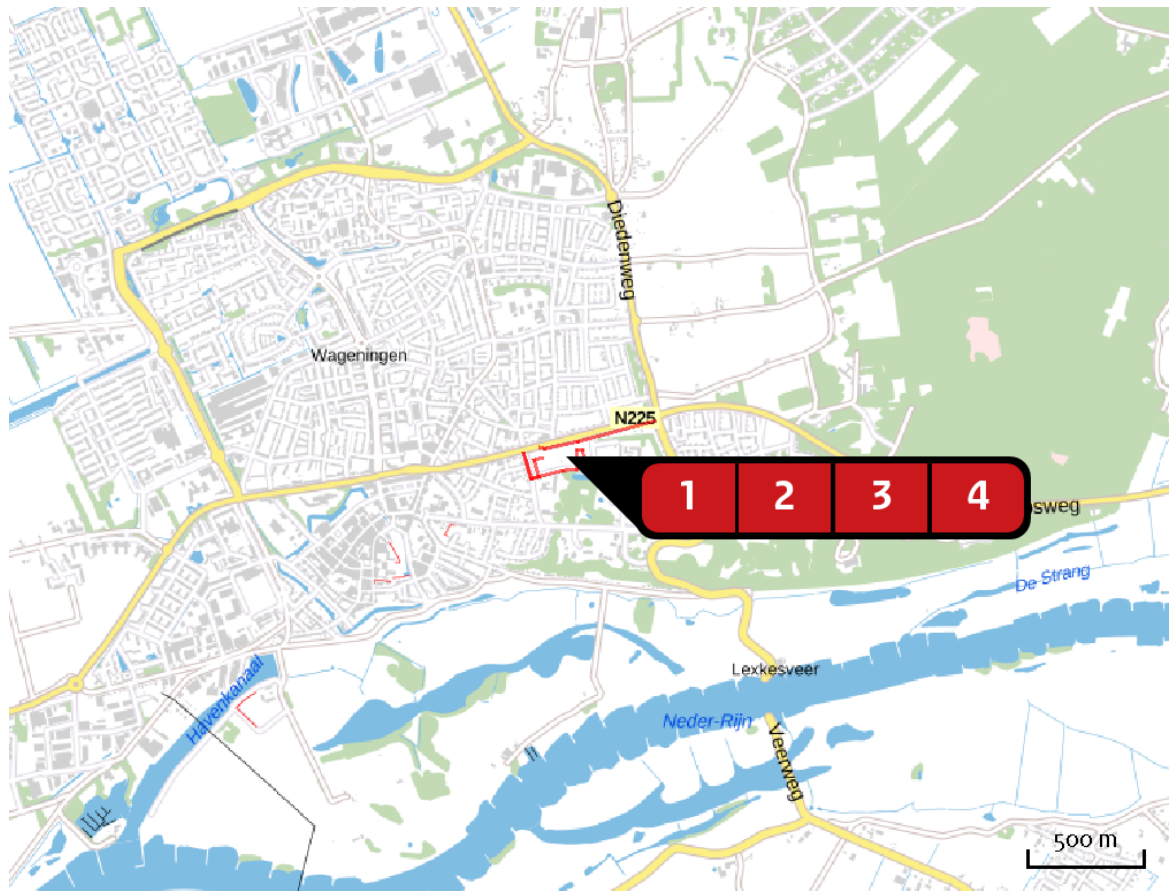 Diedenweg
Wageningen
N225
1 2 3 4
osweg
De Strang
Lexkesveer
Havenkanaal
Neder-Rijn
Veerweg
500 m